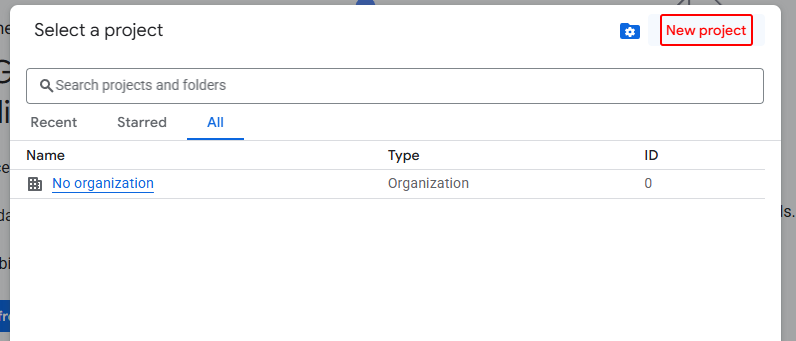 Select a project
New project
Search projects and folders
Recent Starred All
Name Type ID
No organization Organization 0